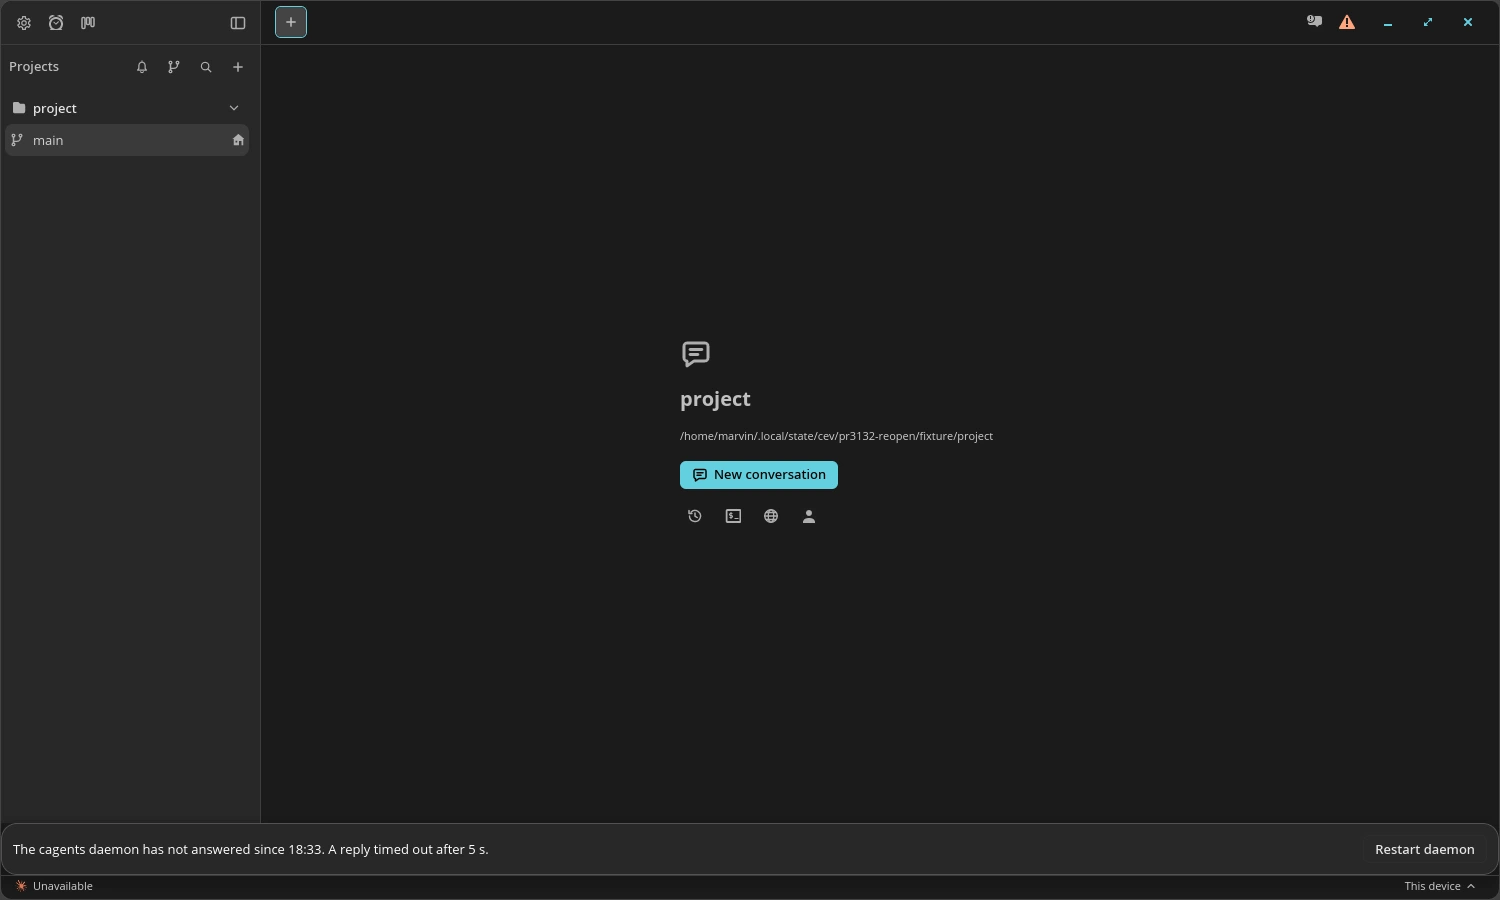 Projects
project
main
project
/home/marvin/.local/state/cev/pr3132-reopen/fixture/project
New conversation
The cagents daemon has not answered since 18:33. A reply timed out after 5 s.
Restart daemon
Unavailable
This device